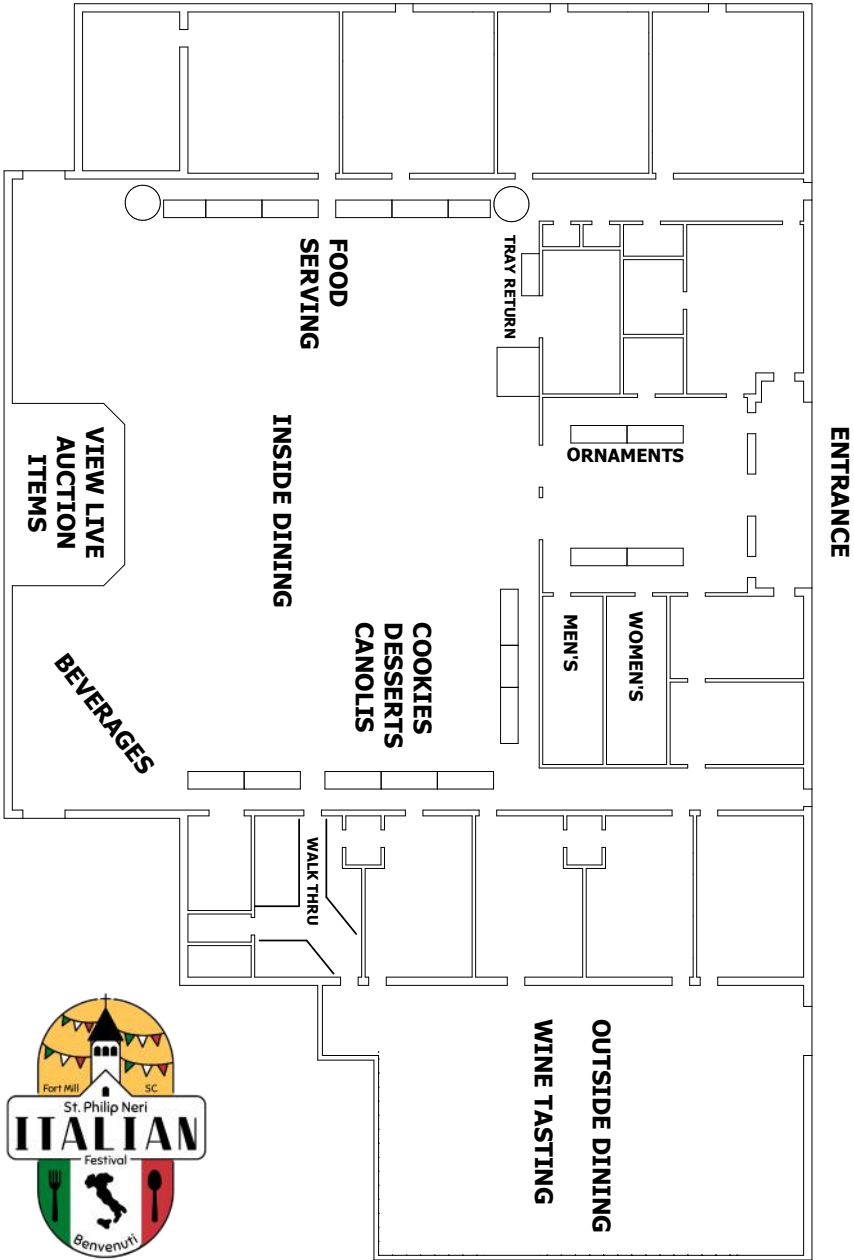 ENTRANCE
FOOD
SERVING
TRAY RETURN
ORNAMENTS
INSIDE DINING
VIEW LIVE
AUCTION
ITEMS
MEN'S
WOMEN'S
COOKIES
DESSERTS
CANOLIS
BEVERAGES
WALK THRU
OUTSIDE DINING
WINE TASTING
Fort Mill SC
St. Philip Neri
ITALIAN
Festival
Benvenuti